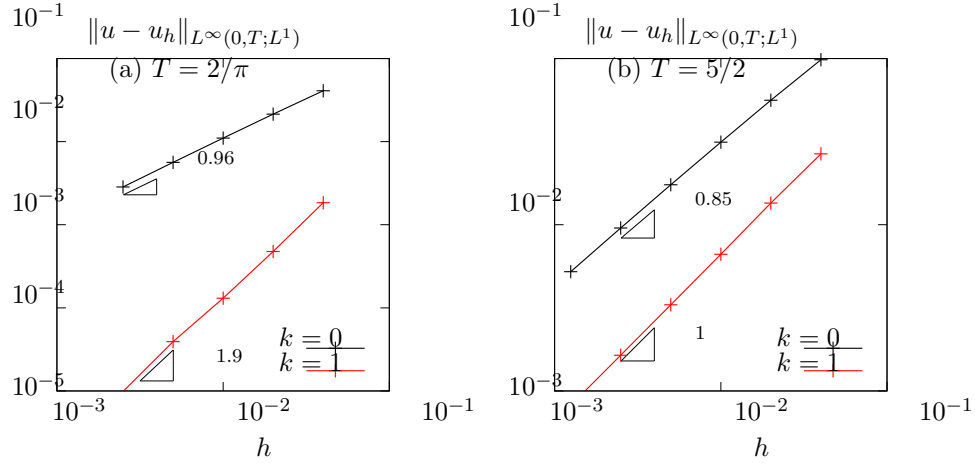 10^{-1}
‖u − u_h‖_{L^∞(0,T;L^1)}
(a) T = 2/π
10^{-2}
0.96
10^{-3}
10^{-4}
1.9
k = 0
k = 1
10^{-5}
10^{-3} 10^{-2} 10^{-1}
h
10^{-1}
‖u − u_h‖_{L^∞(0,T;L^1)}
(b) T = 5/2
10^{-2}
0.85
1
k = 0
k = 1
10^{-3}
10^{-3} 10^{-2} 10^{-1}
h